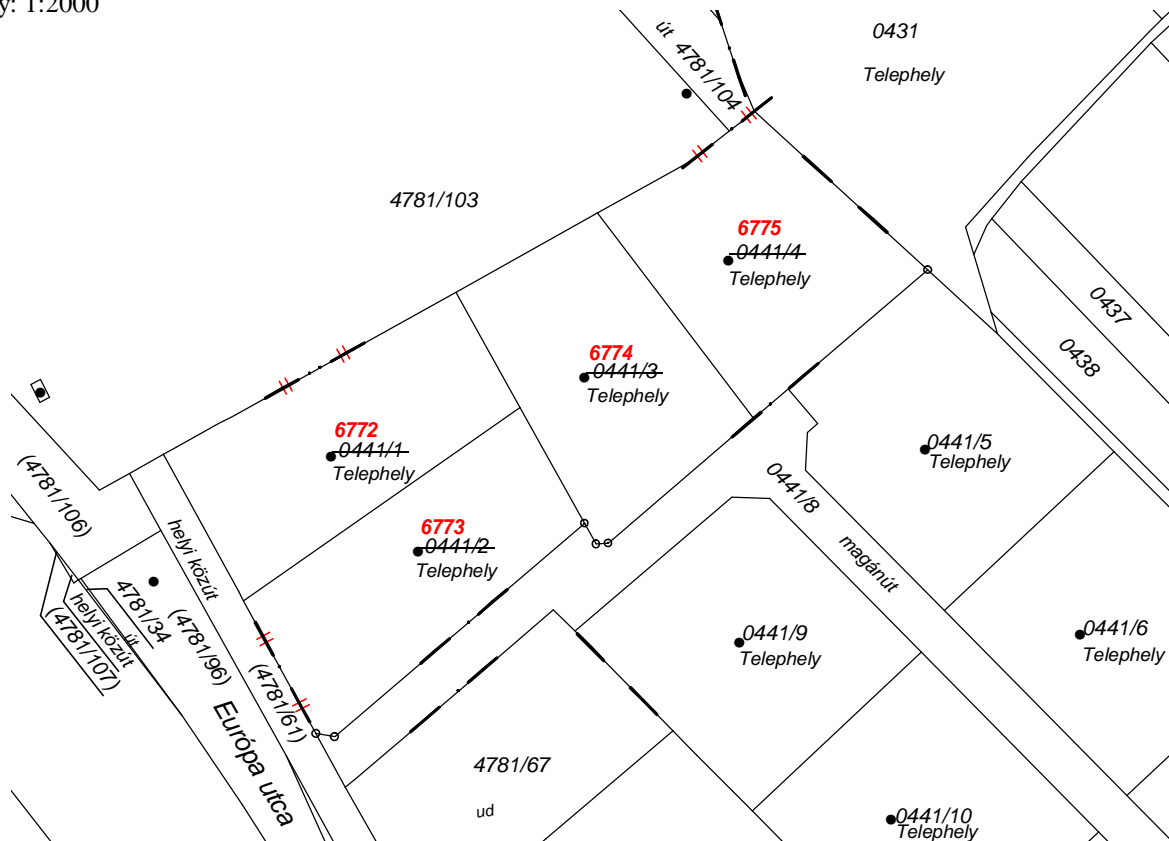 y: 1:2000
út 4781/104
0431
Telephely
4781/103
6775
0441/4
Telephely
0437
0438
6774
0441/3
Telephely
6772
0441/1
Telephely
0441/5
Telephely
(4781/106)
helyi közút
0441/8
magánút
6773
0441/2
Telephely
4781/34
út
helyi közút
(4781/107)
(4781/96)
(4781/61)
Európa utca
0441/9
Telephely
0441/6
Telephely
4781/67
ud
0441/10
Telephely